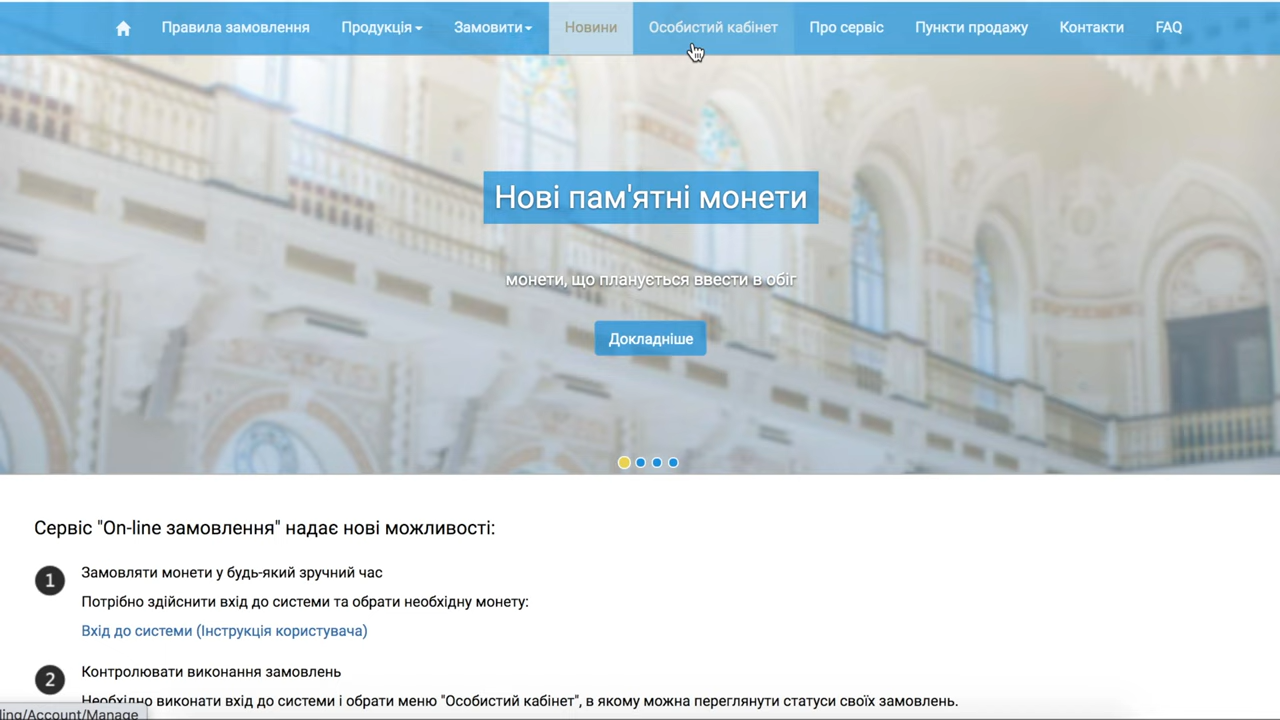 Правила замовлення Продукція Замовити Новини Особистий кабінет Про сервіс Пункти продажу Контакти FAQ
Нові пам'ятні монети
монети, що планується ввести в обіг
Докладніше
Сервіс "On-line замовлення" надає нові можливості:
1 Замовляти монети у будь-який зручний час
Потрібно здійснити вхід до системи та обрати необхідну монету:
Вхід до системи (Інструкція користувача)
2 Контролювати виконання замовлень
Необхідно виконати вхід до системи і обрати меню "Особистий кабінет", в якому можна переглянути статуси своїх замовлень.
ling/Account/Manage